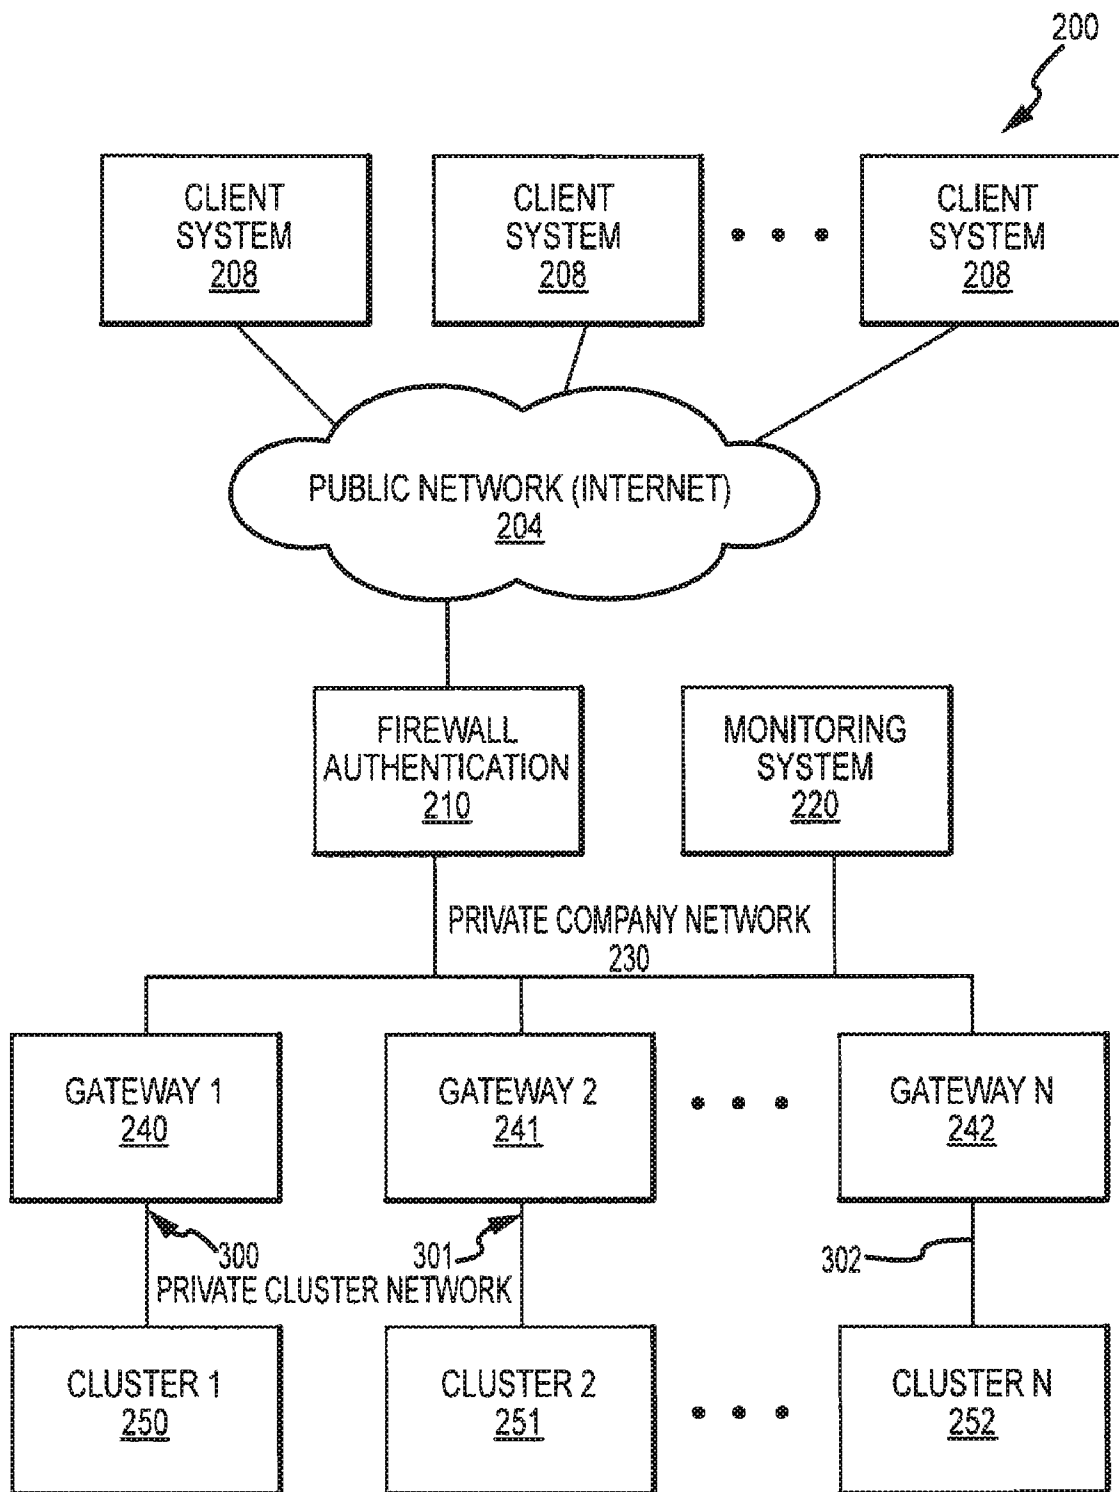 200
CLIENT
SYSTEM
208
CLIENT
SYSTEM
208
CLIENT
SYSTEM
208
PUBLIC NETWORK (INTERNET)
204
FIREWALL
AUTHENTICATION
210
MONITORING
SYSTEM
220
PRIVATE COMPANY NETWORK
230
GATEWAY 1
240
GATEWAY 2
241
GATEWAY N
242
300
301
302
PRIVATE CLUSTER NETWORK
CLUSTER 1
250
CLUSTER 2
251
CLUSTER N
252